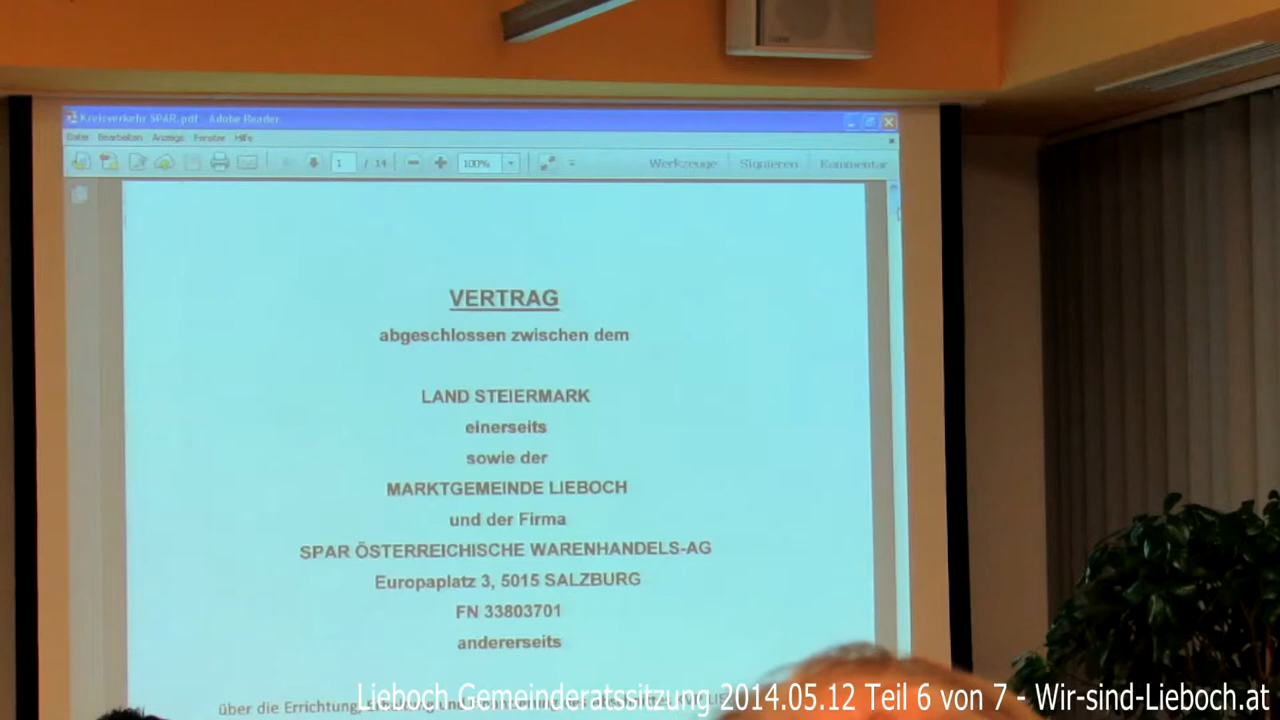 Kreisverkehr SPAR.pdf - Adobe Reader
Datei Bearbeiten Anzeige Fenster Hilfe
1 / 14 100% Werkzeuge Signieren Kommentar
VERTRAG
abgeschlossen zwischen dem
LAND STEIERMARK
einerseits
sowie der
MARKTGEMEINDE LIEBOCH
und der Firma
SPAR ÖSTERREICHISCHE WARENHANDELS-AG
Europaplatz 3, 5015 SALZBURG
FN 33803701
andererseits
über die Errichtung,
Lieboch Gemeinderatssitzung 2014.05.12 Teil 6 von 7 - Wir-sind-Lieboch.at